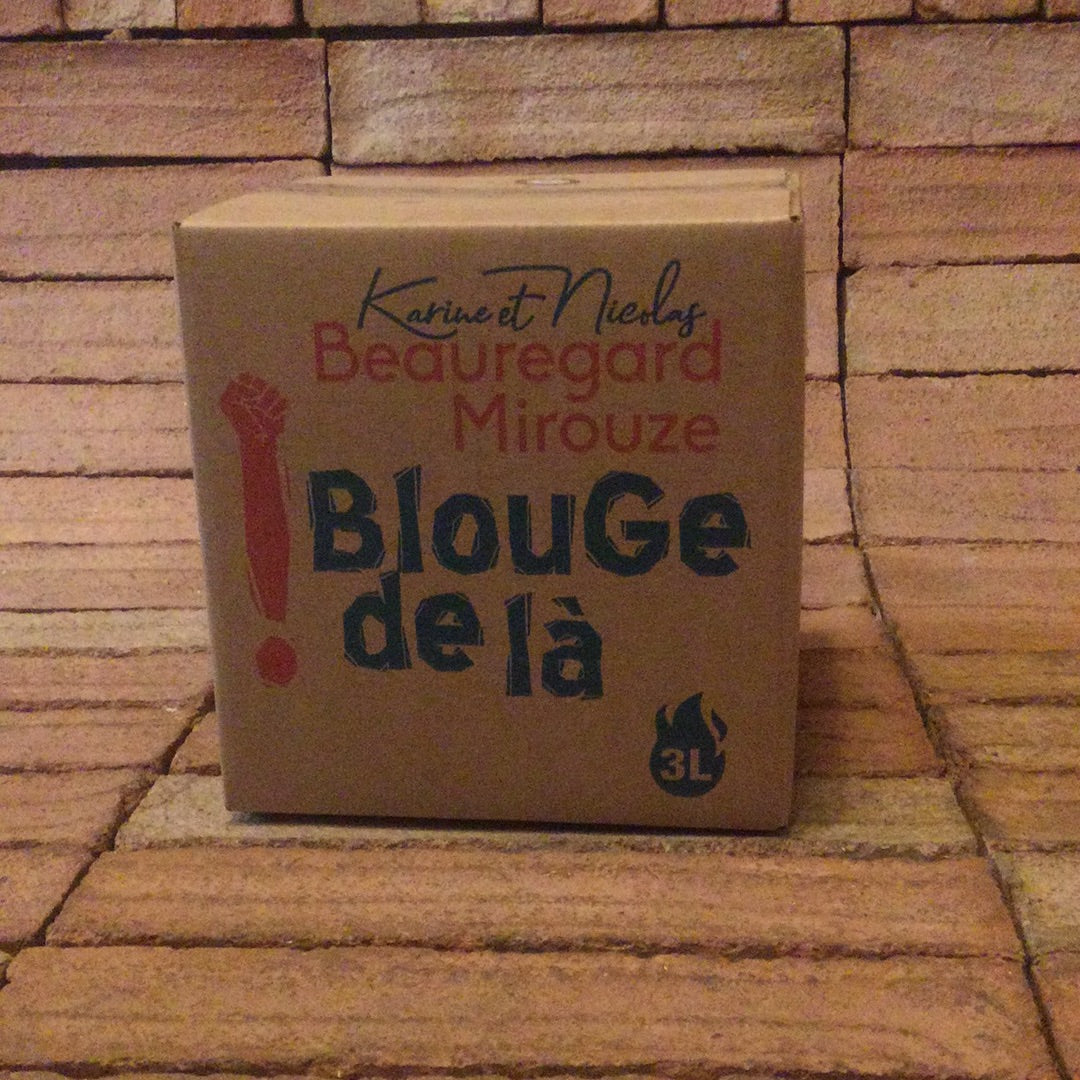 Karine et Nicolas
Beauregard
Mirouze
BlouGe
de là
3L